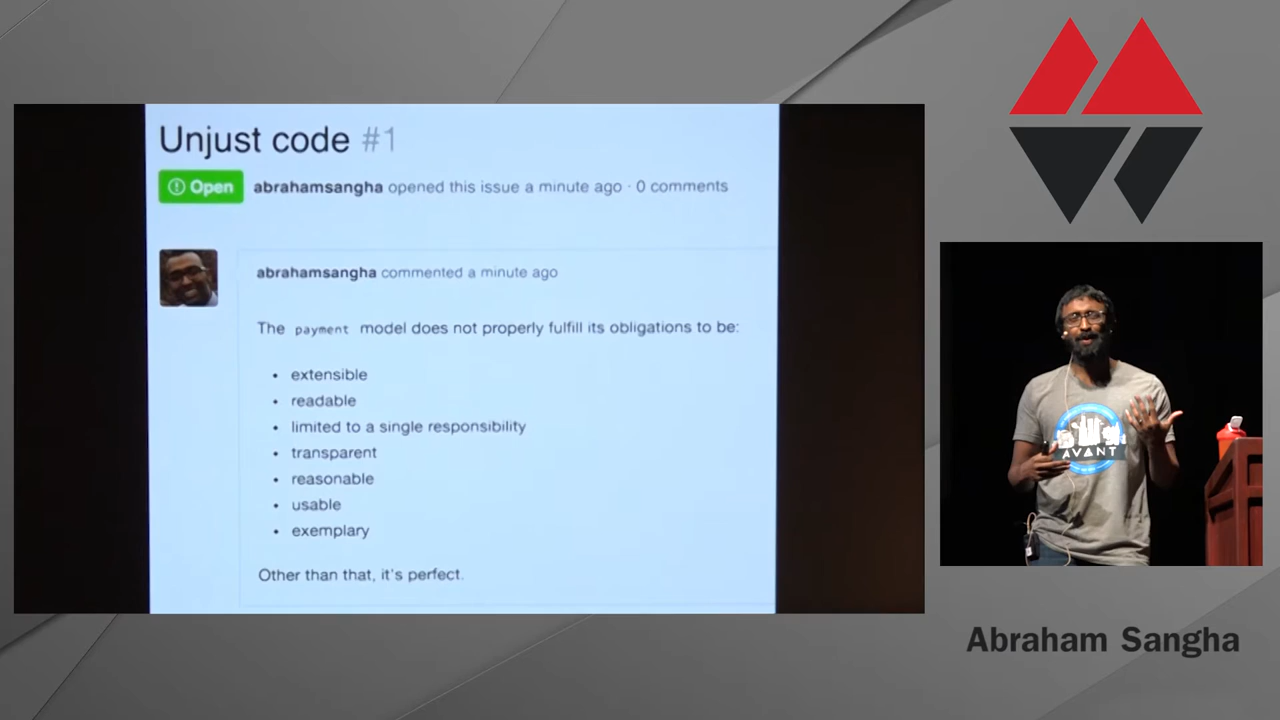 Unjust code #1
Open abrahamsangha opened this issue a minute ago · 0 comments
abrahamsangha commented a minute ago
The payment model does not properly fulfill its obligations to be:
• extensible
• readable
• limited to a single responsibility
• transparent
• reasonable
• usable
• exemplary
Other than that, it's perfect.
AVANT
Abraham Sangha